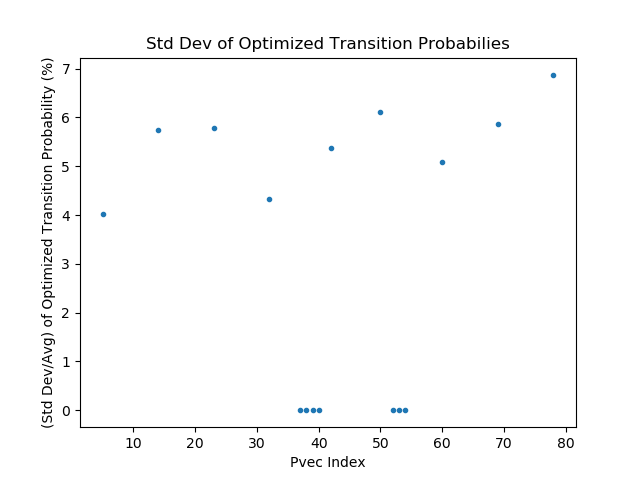 Std Dev of Optimized Transition Probabilies
(Std Dev/Avg) of Optimized Transition Probability (%)
7
6
5
4
3
2
1
0
10 20 30 40 50 60 70 80
Pvec Index